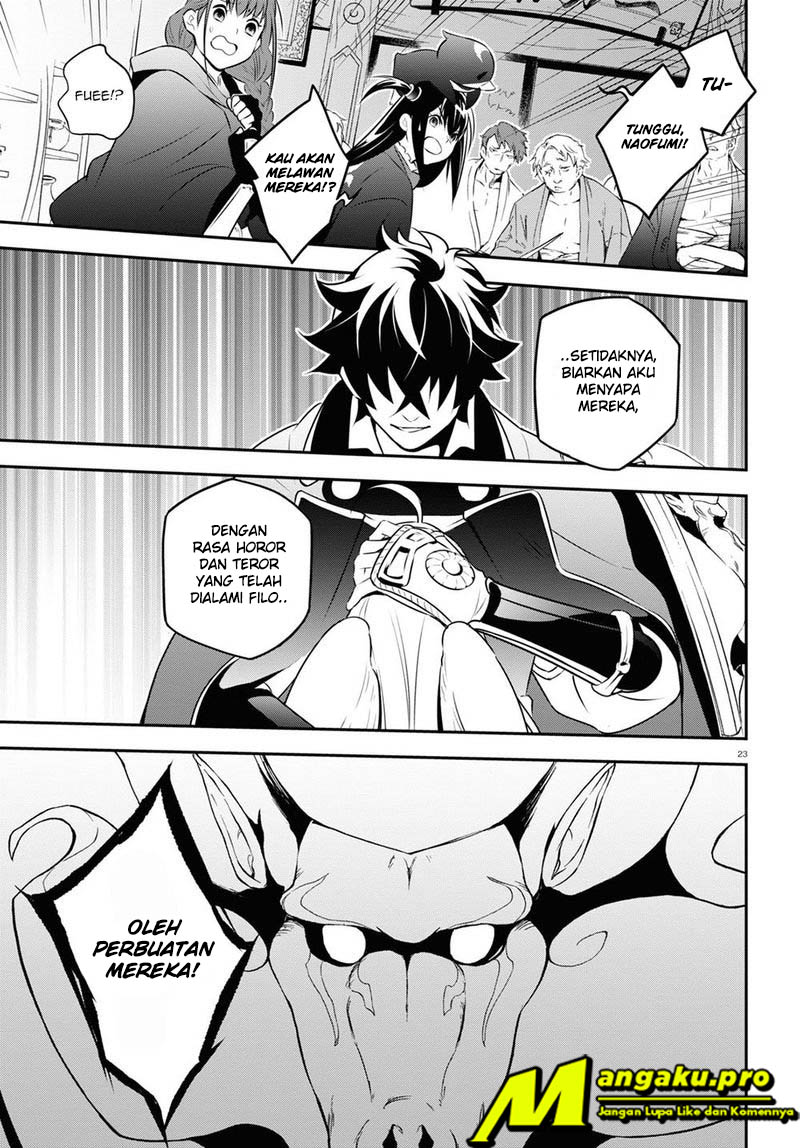 TU-
TUNGGU,
NAOFUMI!
KAU AKAN
MELAWAN
MEREKA!?
FUEE!?
..SETIDAKNYA,
BIARKAN AKU
MENYAPA
MEREKA,
DENGAN
RASA HOROR
DAN TEROR
YANG TELAH
DIALAMI FILO..
23
OLEH
PERBUATAN
MEREKA!
Mangaku.pro
Jangan Lupa Like dan Komennya